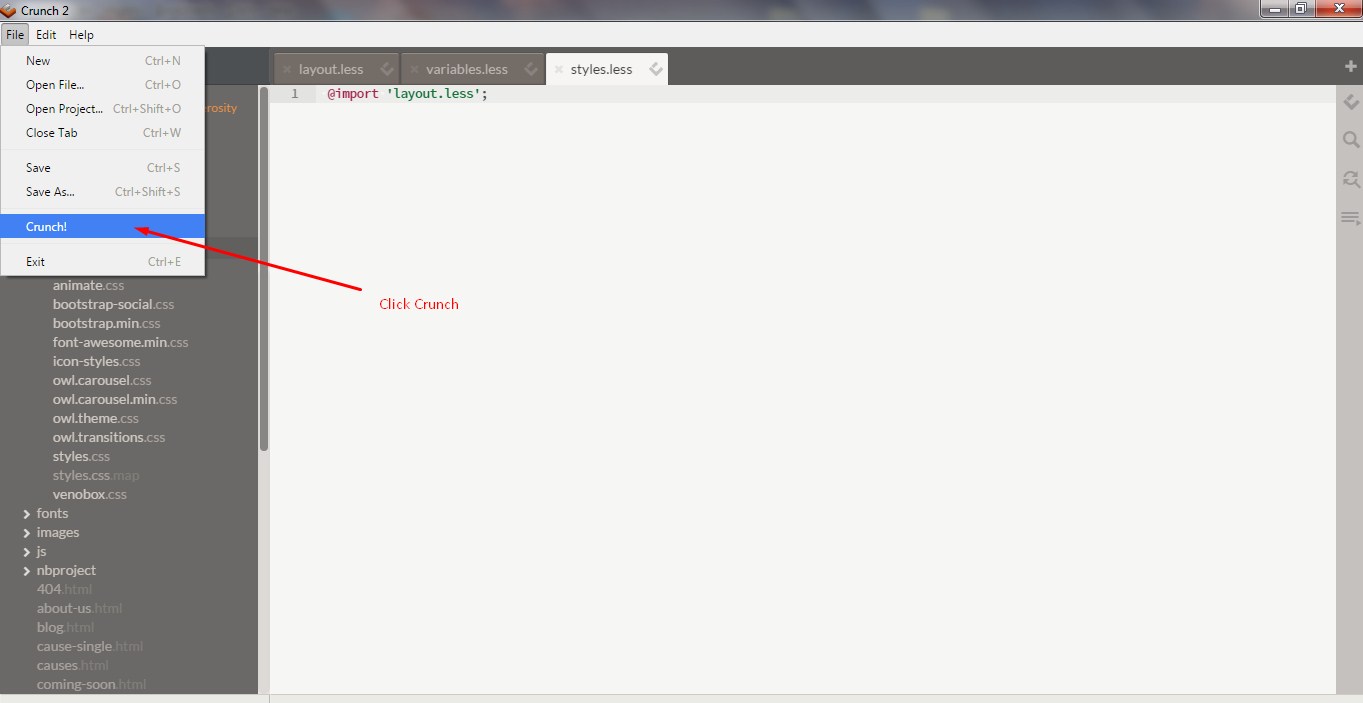 Crunch 2
File Edit Help
New Ctrl+N
Open File... Ctrl+O
Open Project... Ctrl+Shift+O
Close Tab Ctrl+W
Save Ctrl+S
Save As... Ctrl+Shift+S
Crunch!
Exit Ctrl+E
rosity
animate.css
bootstrap-social.css
bootstrap.min.css
font-awesome.min.css
icon-styles.css
owl.carousel.css
owl.carousel.min.css
owl.theme.css
owl.transitions.css
styles.css
styles.css.map
venobox.css
fonts
images
js
nbproject
404.html
about-us.html
blog.html
cause-single.html
causes.html
coming-soon.html
layout.less variables.less styles.less
1 @import 'layout.less';
Click Crunch